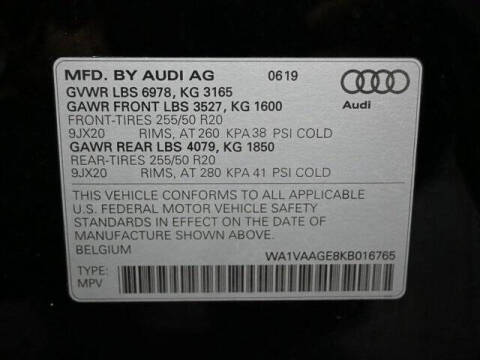 MFD. BY AUDI AG 0619
GVWR LBS 6978, KG 3165
GAWR FRONT LBS 3527, KG 1600
FRONT-TIRES 255/50 R20
9JX20 RIMS, AT 260 KPA 38 PSI COLD
GAWR REAR LBS 4079, KG 1850
REAR-TIRES 255/50 R20
9JX20 RIMS, AT 280 KPA 41 PSI COLD
Audi
THIS VEHICLE CONFORMS TO ALL APPLICABLE
U.S. FEDERAL MOTOR VEHICLE SAFETY
STANDARDS IN EFFECT ON THE DATE OF
MANUFACTURE SHOWN ABOVE.
BELGIUM WA1VAAGE8KB016765
TYPE:
MPV